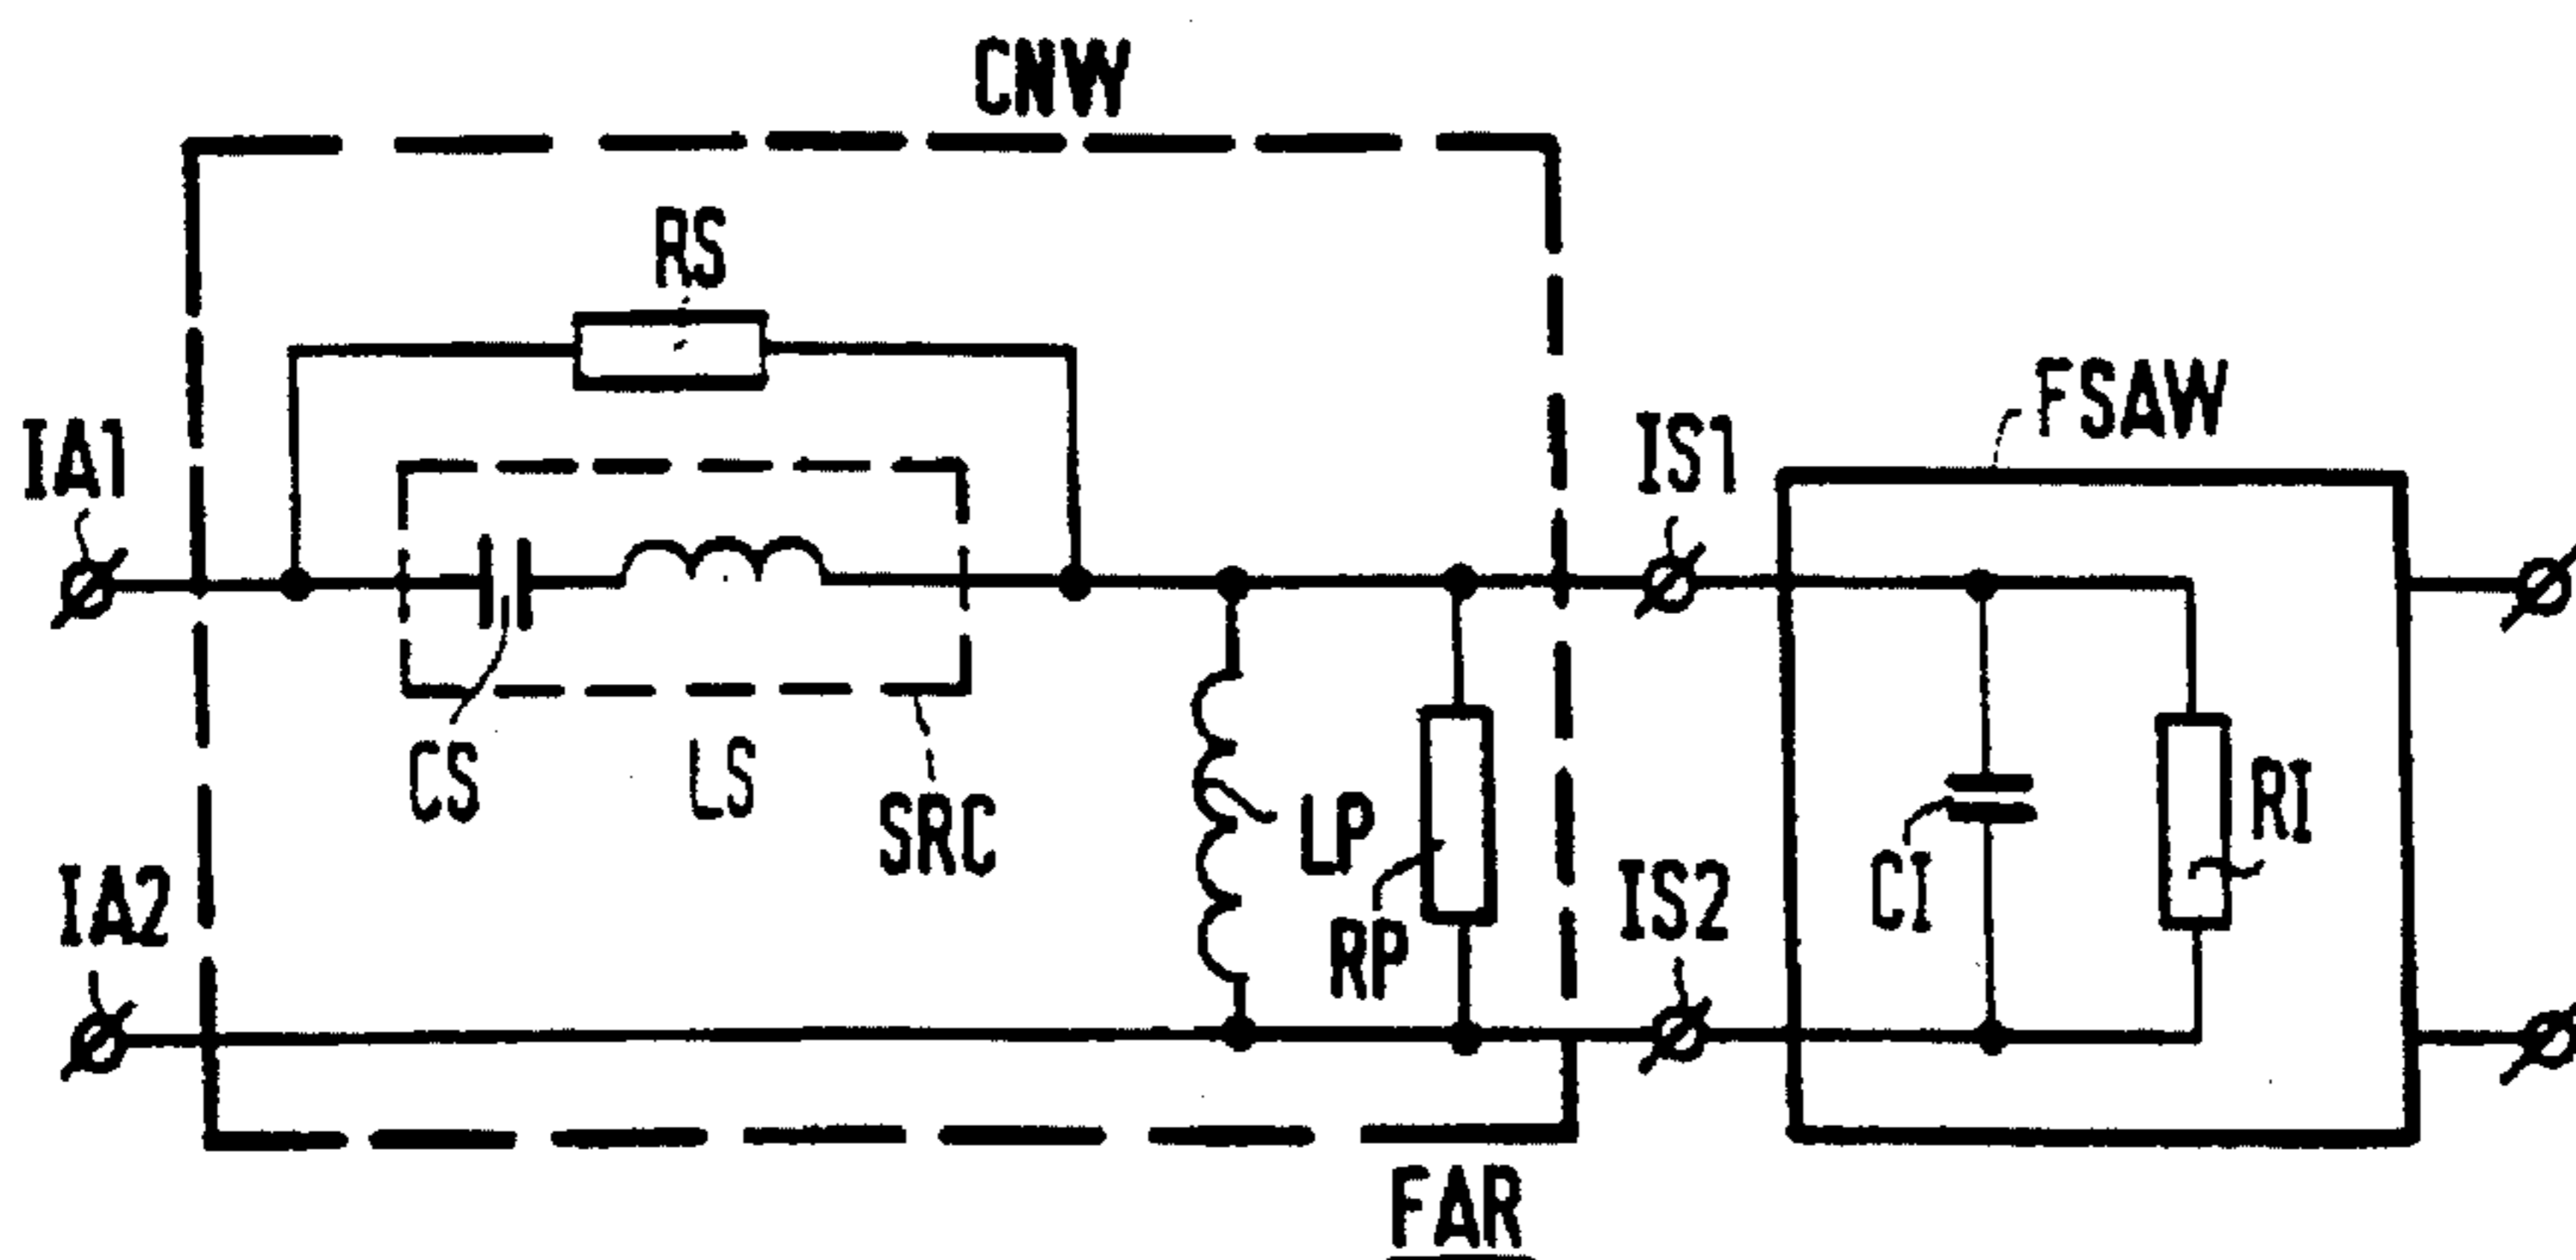 CNW
RS
FSAW
IA1
IS1
CS
LS
SRC
LP
RI
CI
IA2
IS2
RP
FAR